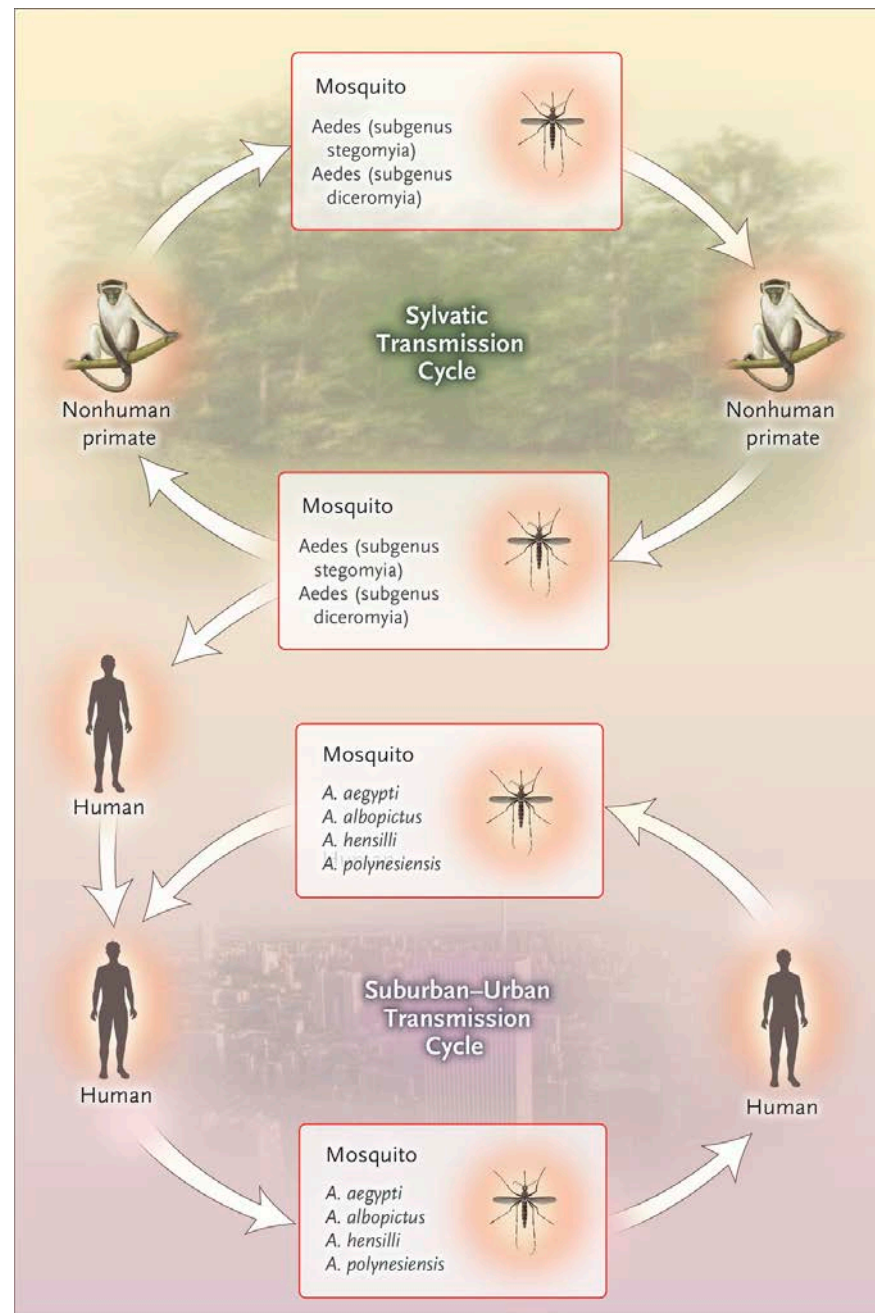 Mosquito
Aedes (subgenus
stegomyia)
Aedes (subgenus
diceromyia)
Sylvatic
Transmission
Cycle
Nonhuman
primate
Nonhuman
primate
Mosquito
Aedes (subgenus
stegomyia)
Aedes (subgenus
diceromyia)
Human
Mosquito
A. aegypti
A. albopictus
A. hensilli
A. polynesiensis
Suburban–Urban
Transmission
Cycle
Human
Human
Mosquito
A. aegypti
A. albopictus
A. hensilli
A. polynesiensis